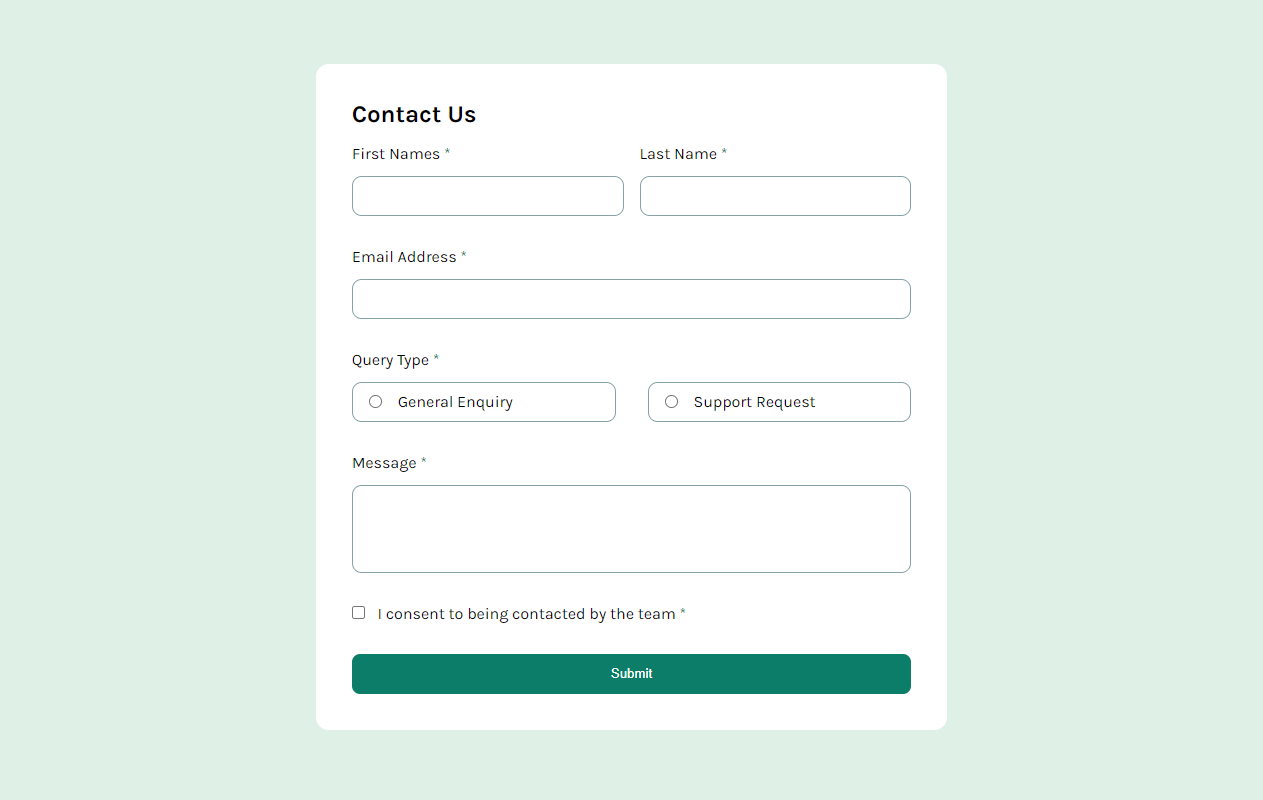 Contact Us
First Names * Last Name *
Email Address *
Query Type *
General Enquiry Support Request
Message *
I consent to being contacted by the team *
Submit